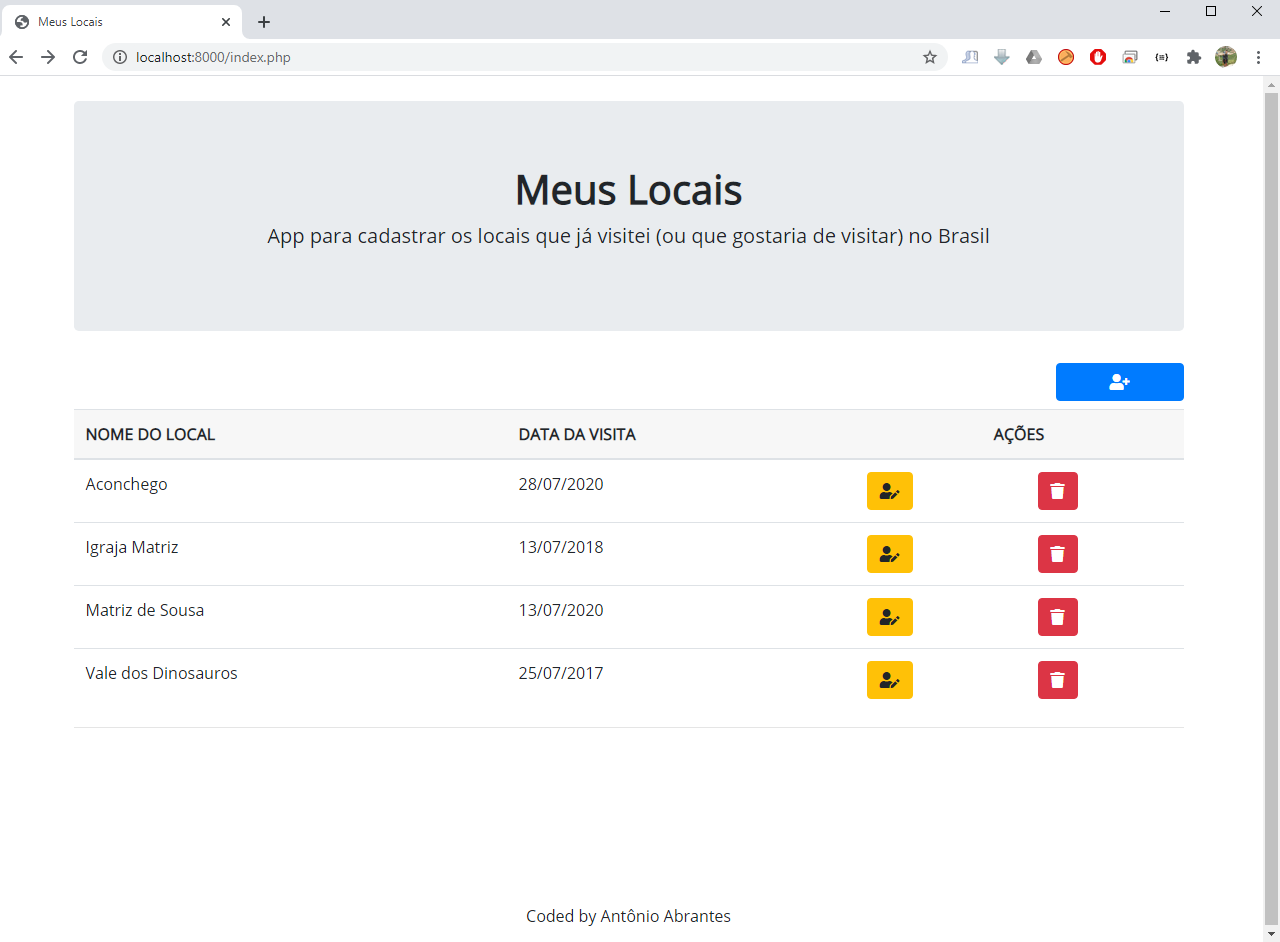 Meus Locais
localhost:8000/index.php
Meus Locais
App para cadastrar os locais que já visitei (ou que gostaria de visitar) no Brasil
NOME DO LOCAL DATA DA VISITA AÇÕES
Aconchego 28/07/2020
Igraja Matriz 13/07/2018
Matriz de Sousa 13/07/2020
Vale dos Dinosauros 25/07/2017
Coded by Antônio Abrantes